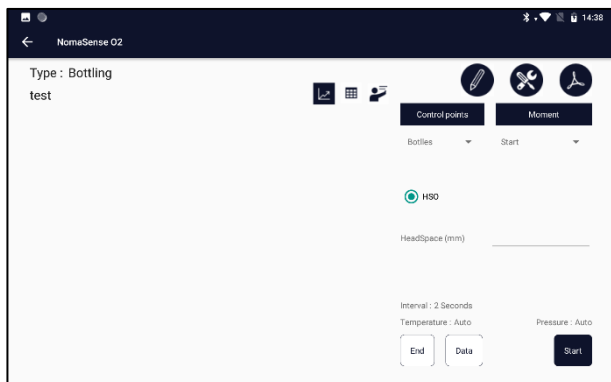 14:38
NomaSense O2
Type : Bottling
test
Control points
Moment
Botlles
Start
HSO
HeadSpace (mm)
Interval : 2 Seconds
Temperature : Auto
Pressure : Auto
End
Data
Start